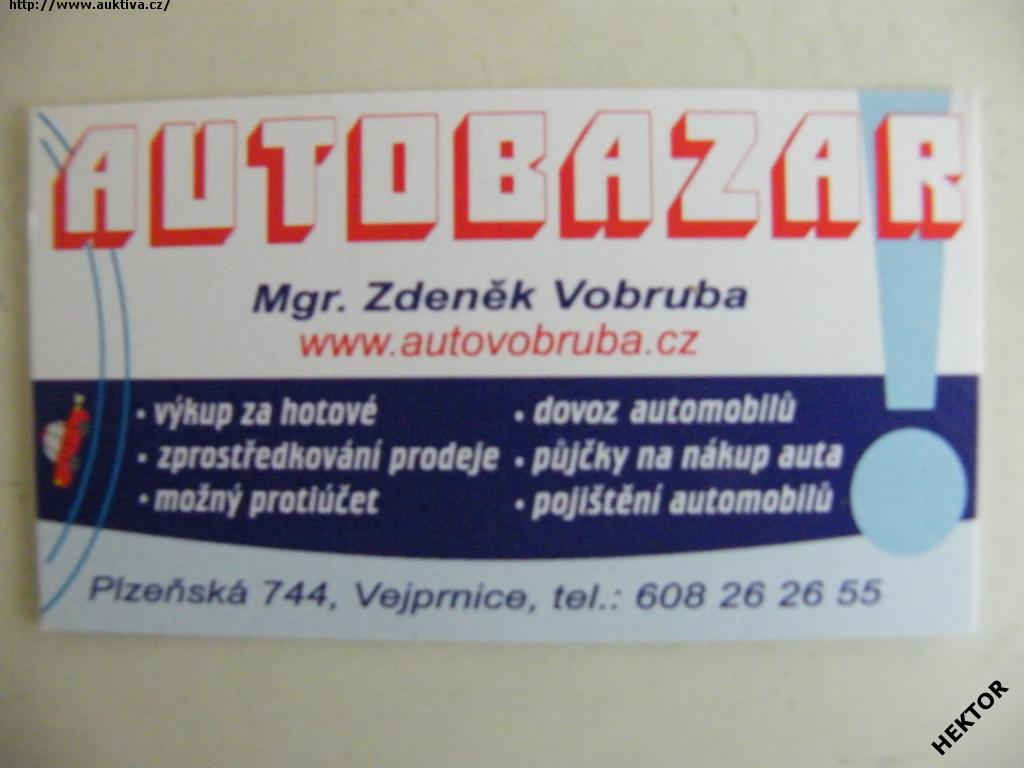 http://www.auktiva.cz/
AUTOBAZAR
Mgr. Zdeněk Vobruba
www.autovobruba.cz
• výkup za hotové
• zprostředkování prodeje
• možný protiúčet
• dovoz automobilů
• půjčky na nákup auta
• pojištění automobilů
Plzeňská 744, Vejprnice, tel.: 608 26 26 55
HEKTOR